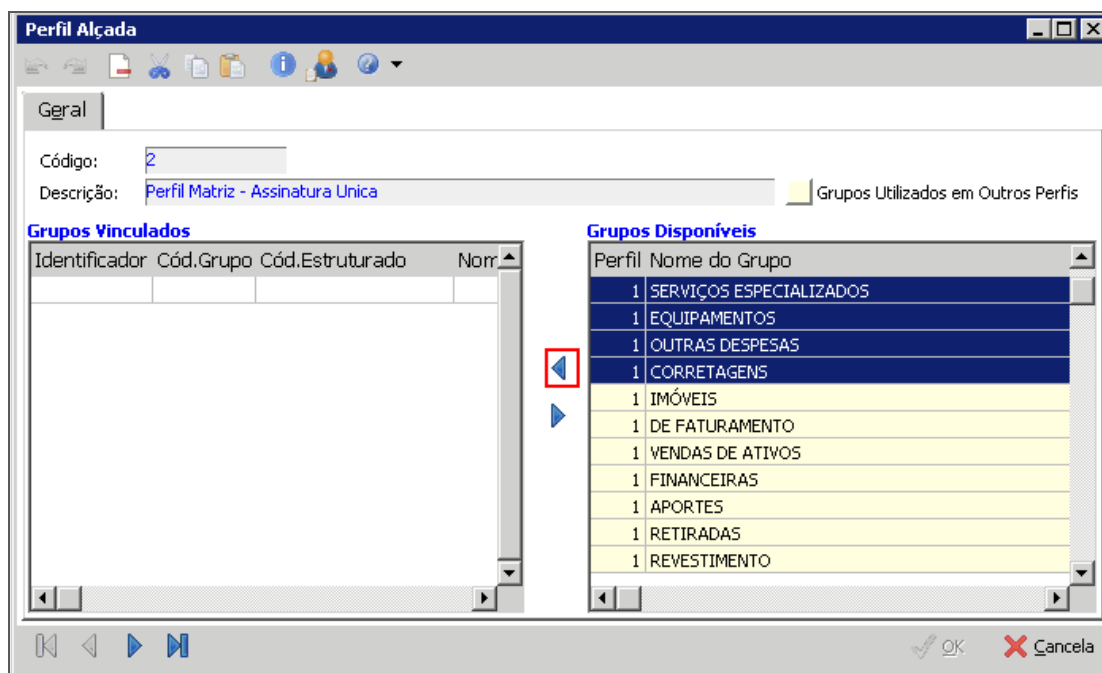 Perfil Alçada
Geral
Código: 2
Descrição: Perfil Matriz - Assinatura Unica Grupos Utilizados em Outros Perfis
Grupos Vinculados Grupos Disponíveis
Identificador Cód.Grupo Cód.Estruturado Nom Perfil Nome do Grupo
1 SERVIÇOS ESPECIALIZADOS
1 EQUIPAMENTOS
1 OUTRAS DESPESAS
1 CORRETAGENS
1 IMÓVEIS
1 DE FATURAMENTO
1 VENDAS DE ATIVOS
1 FINANCEIRAS
1 APORTES
1 RETIRADAS
1 REVESTIMENTO
OK Cancela